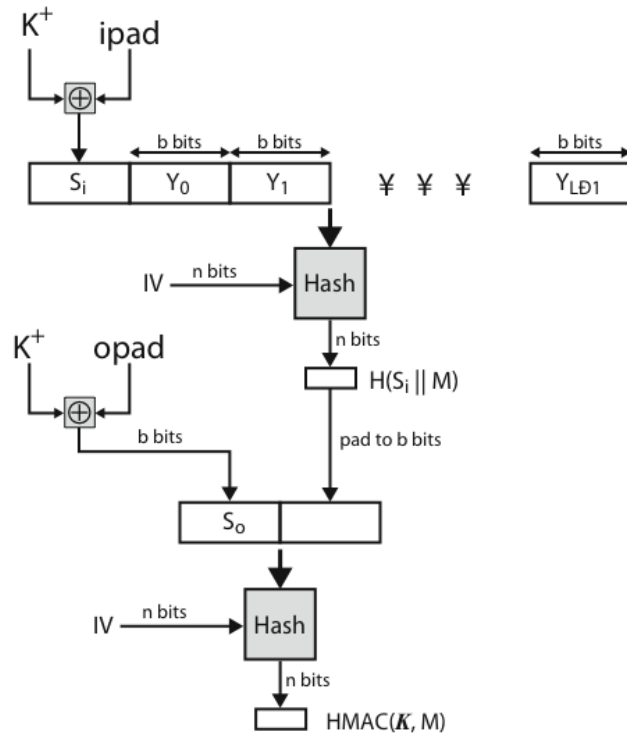 K+ ipad
b bits b bits b bits
Si Y0 Y1 ¥ ¥ ¥ YLÐ1
IV n bits Hash
n bits
K+ opad
H(Si || M)
b bits pad to b bits
So
IV n bits Hash
n bits
HMAC(K, M)